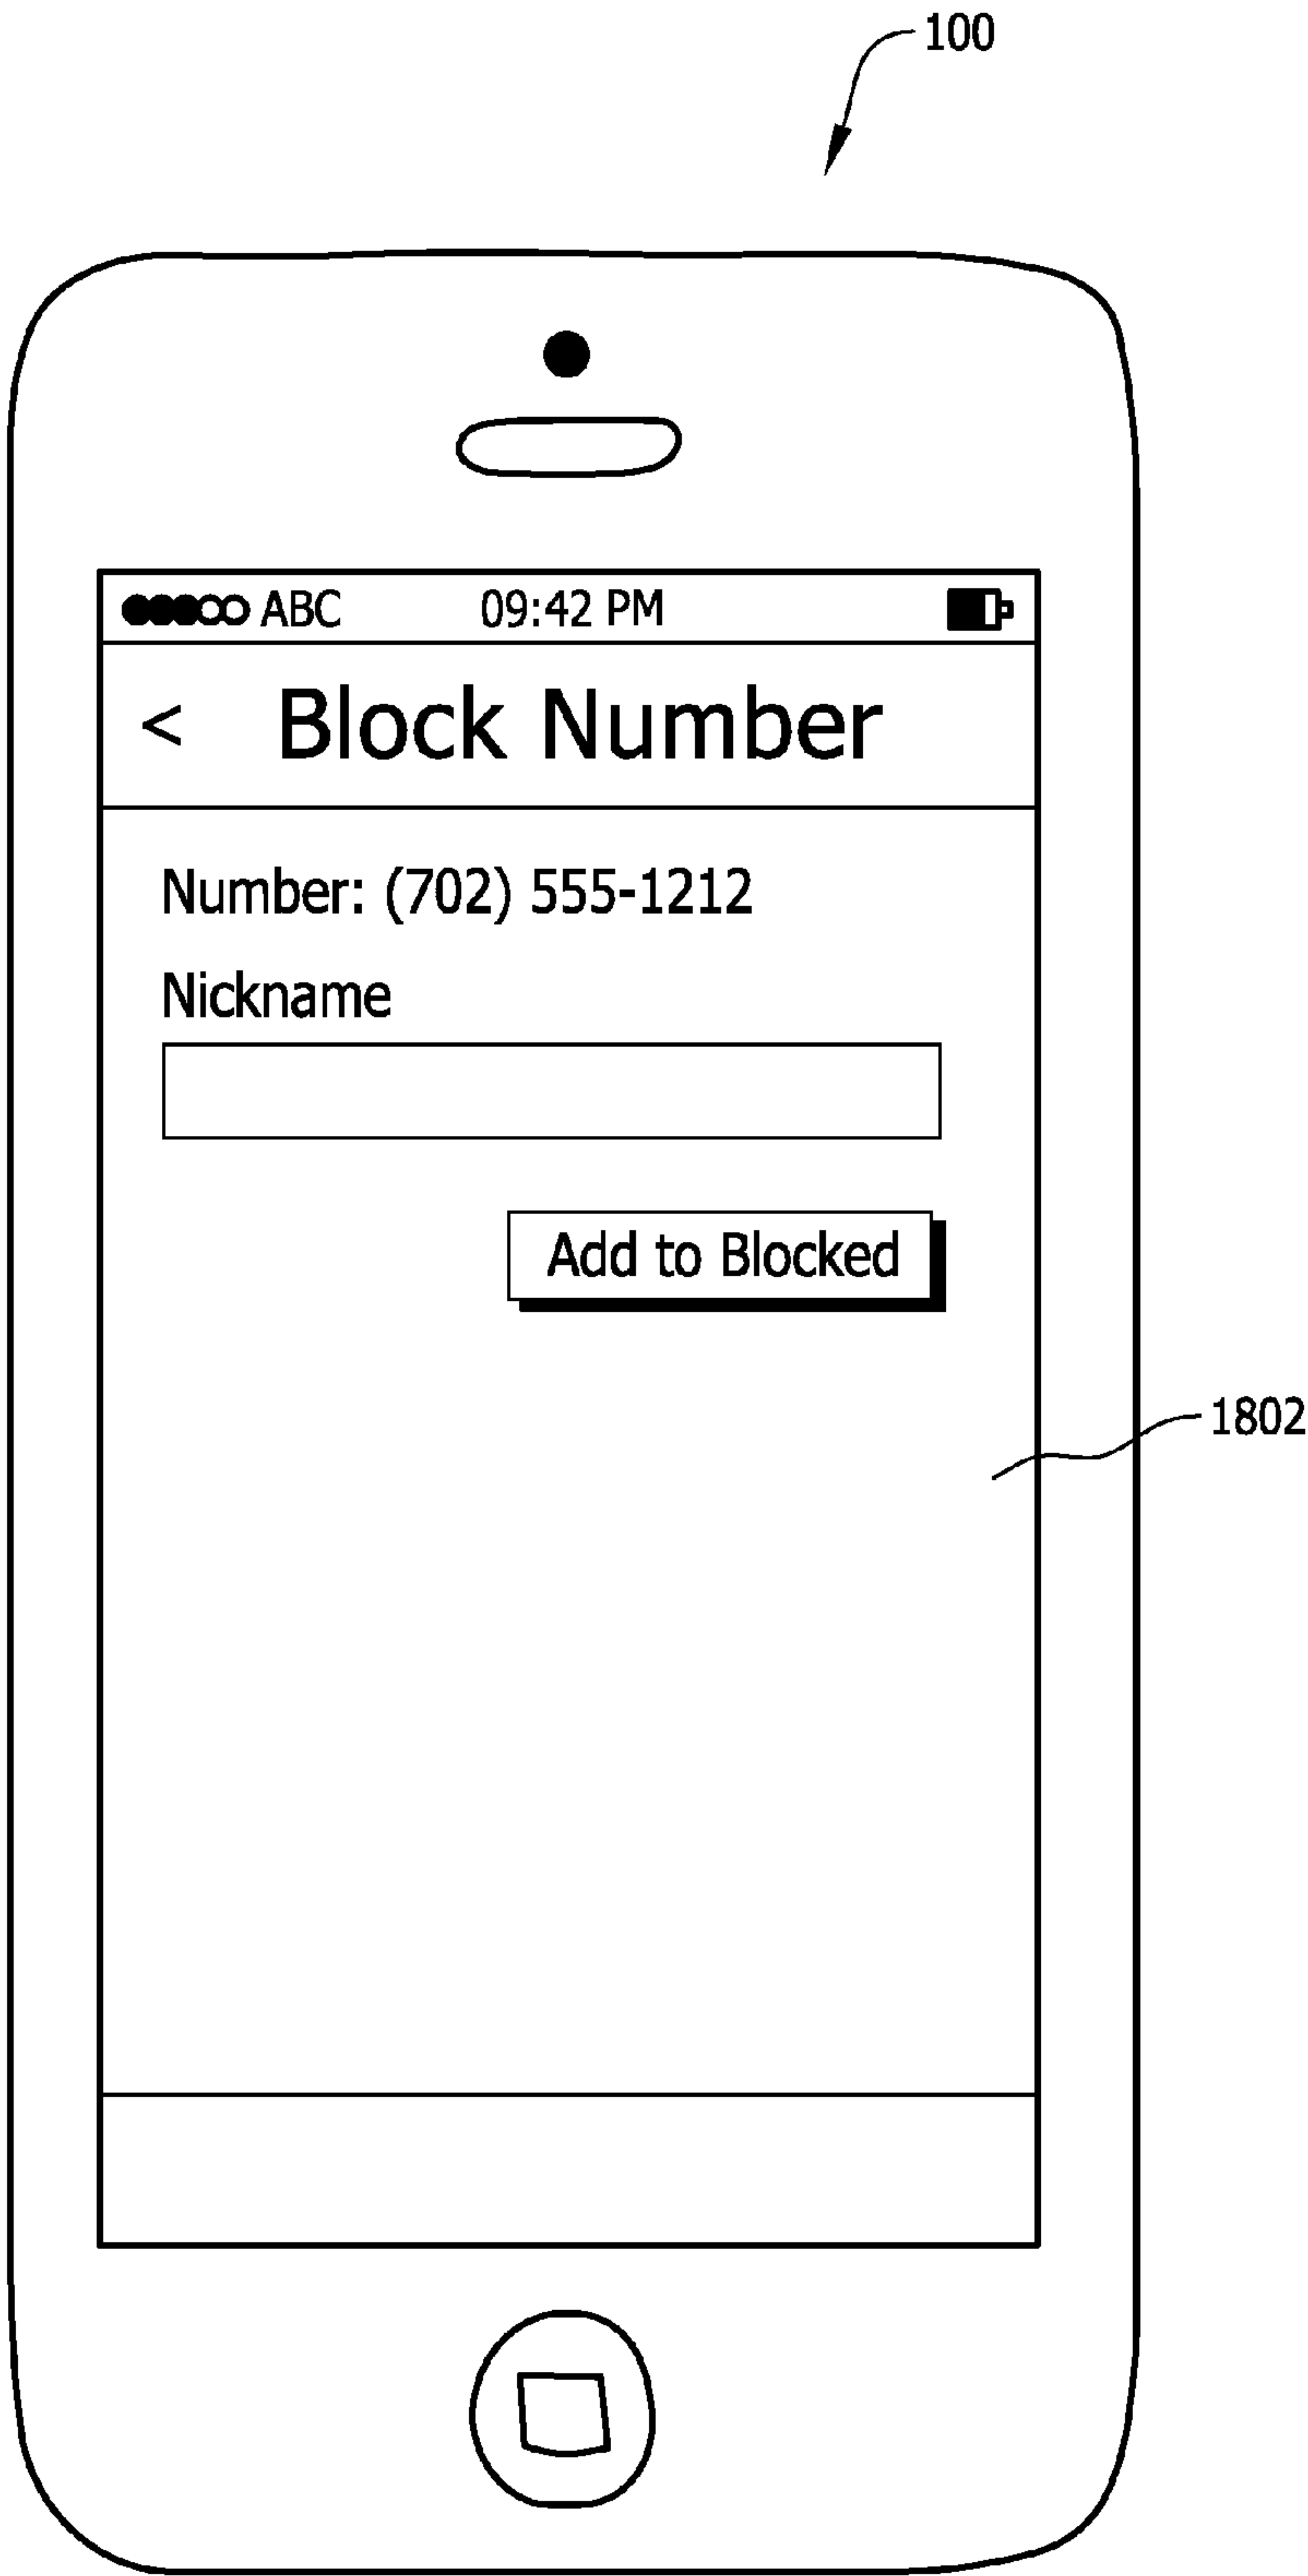 100
ABC 09:42 PM
< Block Number
Number: (702) 555-1212
Nickname
Add to Blocked
1802